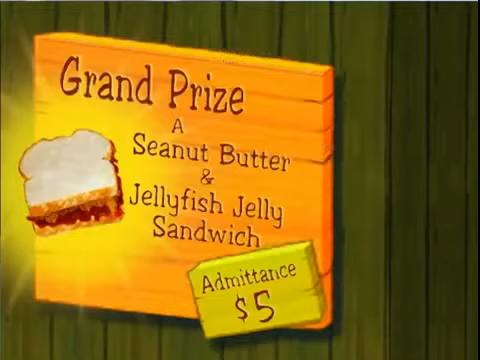 Grand Prize
A
Seanut Butter
&
Jellyfish Jelly
Sandwich
Admittance
$5